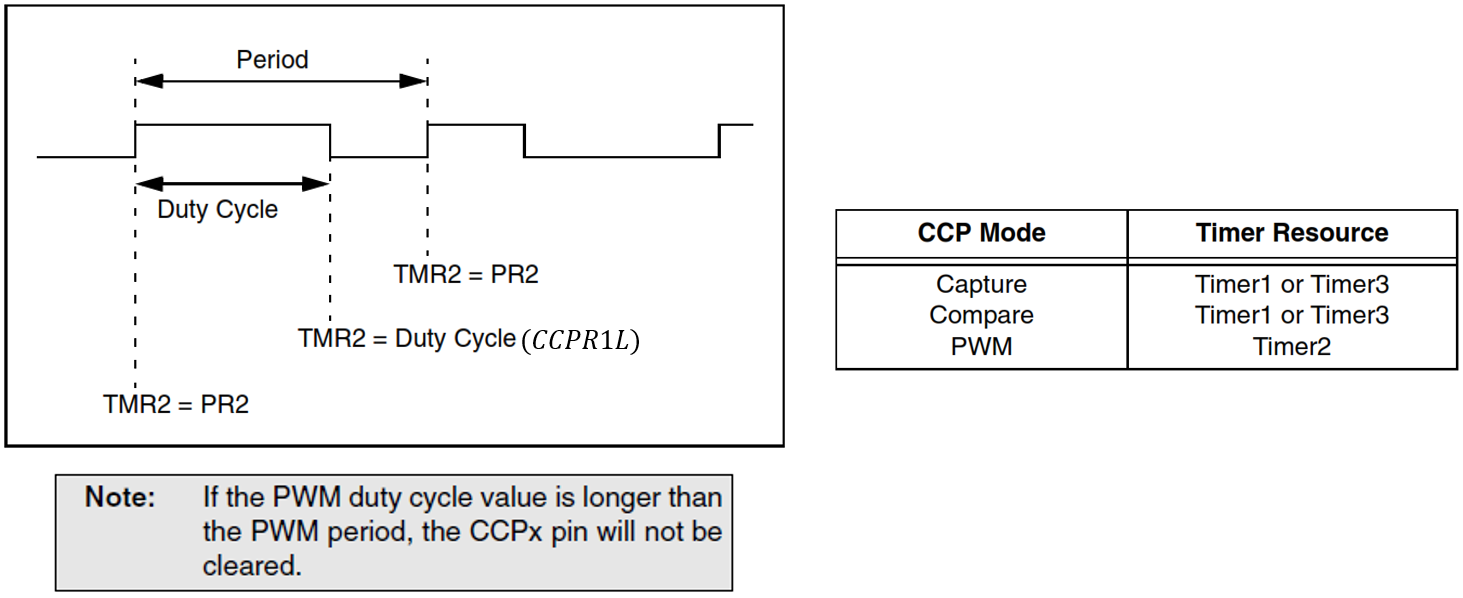 Period
Duty Cycle
TMR2 = PR2
TMR2 = Duty Cycle (CCPR1L)
TMR2 = PR2
Note: If the PWM duty cycle value is longer than
the PWM period, the CCPx pin will not be
cleared.
CCP Mode Timer Resource
Capture Timer1 or Timer3
Compare Timer1 or Timer3
PWM Timer2